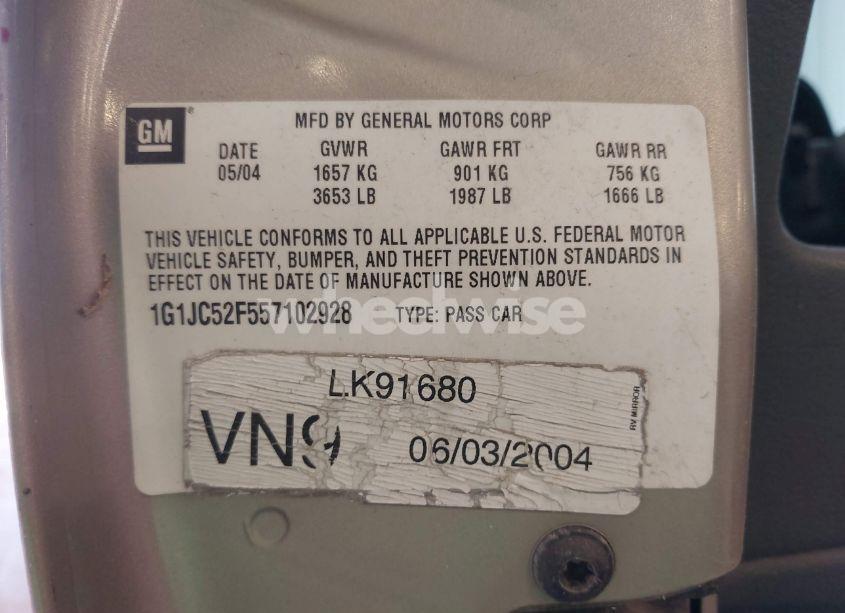 GM
MFD BY GENERAL MOTORS CORP
DATE GVWR GAWR FRT GAWR RR
05/04 1657 KG 901 KG 756 KG
3653 LB 1987 LB 1666 LB
THIS VEHICLE CONFORMS TO ALL APPLICABLE U.S. FEDERAL MOTOR
VEHICLE SAFETY, BUMPER, AND THEFT PREVENTION STANDARDS IN
EFFECT ON THE DATE OF MANUFACTURE SHOWN ABOVE.
1G1JC52F557102928 TYPE: PASS CAR
wheelwise
LK91680
VN9 06/03/2004
RV MIRROR